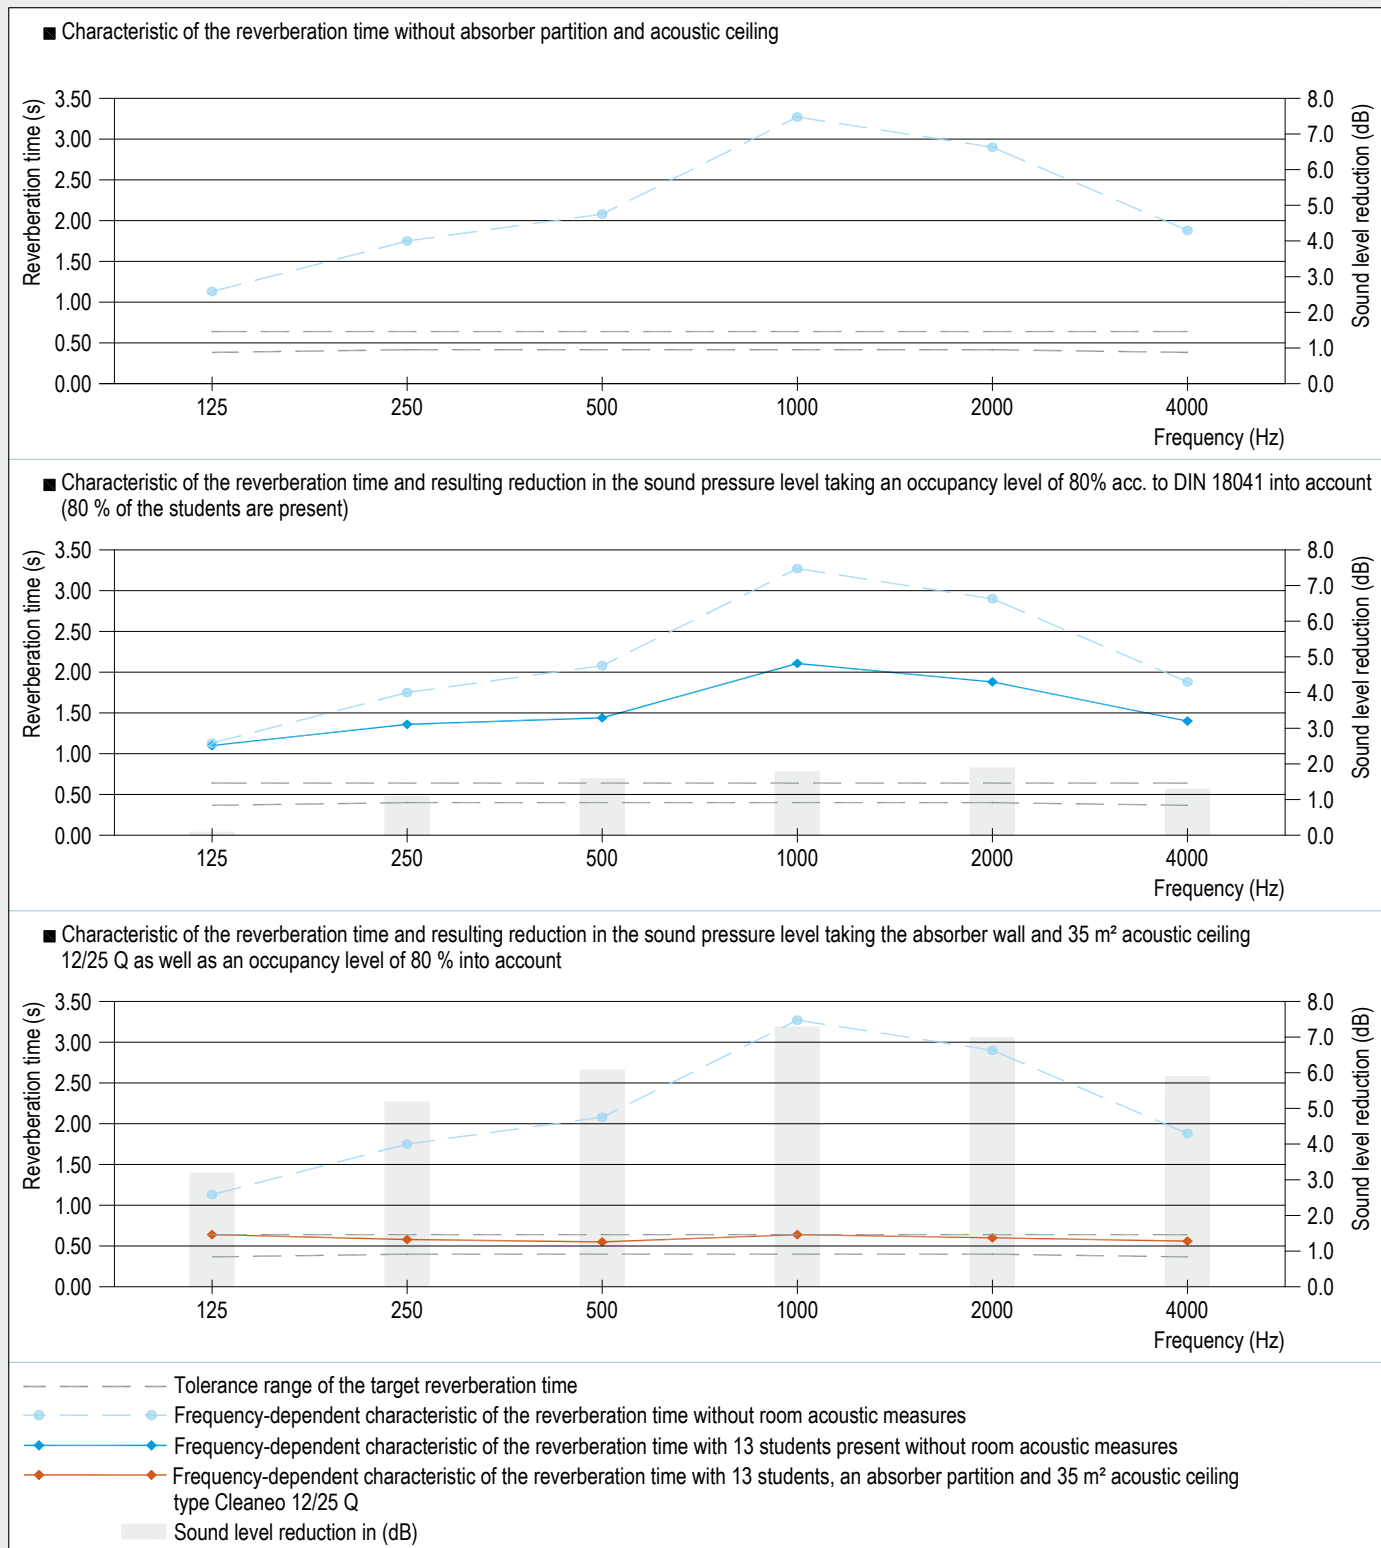 ■ Characteristic of the reverberation time without absorber partition and acoustic ceiling
Reverberation time (s)
3.50
3.00
2.50
2.00
1.50
1.00
0.50
0.00
8.0
7.0
6.0
5.0
4.0
3.0
2.0
1.0
0.0
Sound level reduction (dB)
125 250 500 1000 2000 4000
Frequency (Hz)
■ Characteristic of the reverberation time and resulting reduction in the sound pressure level taking an occupancy level of 80% acc. to DIN 18041 into account
(80 % of the students are present)
Reverberation time (s)
3.50
3.00
2.50
2.00
1.50
1.00
0.50
0.00
8.0
7.0
6.0
5.0
4.0
3.0
2.0
1.0
0.0
Sound level reduction (dB)
125 250 500 1000 2000 4000
Frequency (Hz)
■ Characteristic of the reverberation time and resulting reduction in the sound pressure level taking the absorber wall and 35 m² acoustic ceiling
12/25 Q as well as an occupancy level of 80 % into account
Reverberation time (s)
3.50
3.00
2.50
2.00
1.50
1.00
0.50
0.00
8.0
7.0
6.0
5.0
4.0
3.0
2.0
1.0
0.0
Sound level reduction (dB)
125 250 500 1000 2000 4000
Frequency (Hz)
Tolerance range of the target reverberation time
Frequency-dependent characteristic of the reverberation time without room acoustic measures
Frequency-dependent characteristic of the reverberation time with 13 students present without room acoustic measures
Frequency-dependent characteristic of the reverberation time with 13 students, an absorber partition and 35 m² acoustic ceiling
type Cleaneo 12/25 Q
Sound level reduction in (dB)